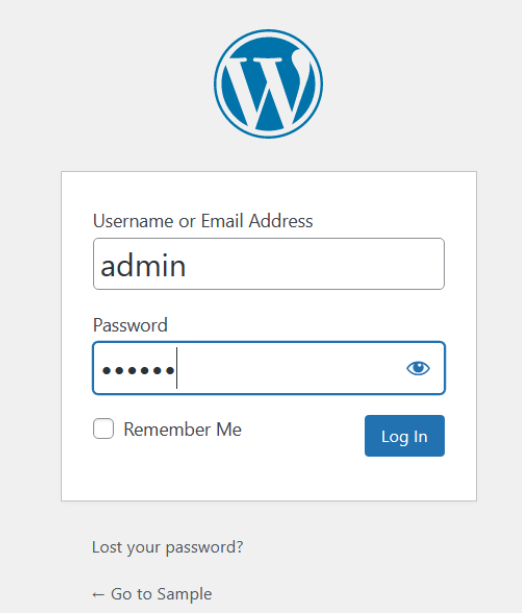 Username or Email Address
admin
Password
••••••
Remember Me
Log In
Lost your password?
← Go to Sample